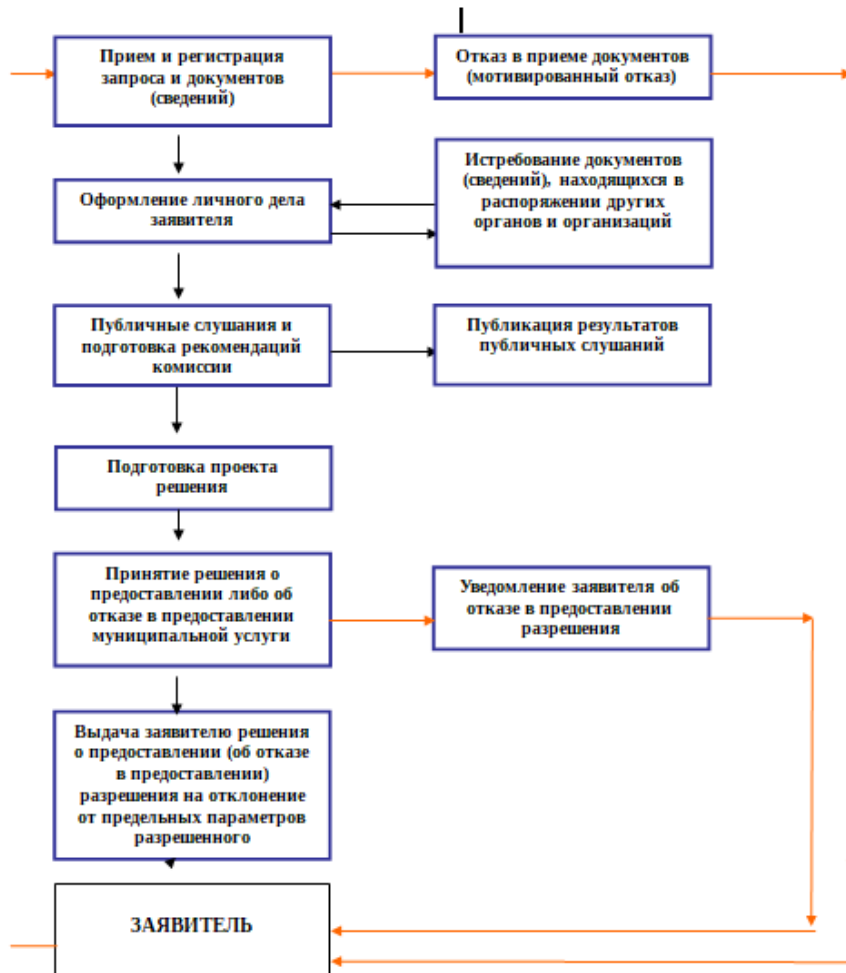 Прием и регистрация
запроса и документов
(сведений)
Отказ в приеме документов
(мотивированный отказ)
Истребование документов
(сведений), находящихся в
распоряжении других
органов и организаций
Оформление личного дела
заявителя
Публичные слушания и
подготовка рекомендаций
комиссии
Публикация результатов
публичных слушаний
Подготовка проекта
решения
Принятие решения о
предоставлении либо об
отказе в предоставлении
муниципальной услуги
Уведомление заявителя об
отказе в предоставлении
разрешения
Выдача заявителю решения
о предоставлении (об отказе
в предоставлении)
разрешения на отклонение
от предельных параметров
разрешенного
ЗАЯВИТЕЛЬ